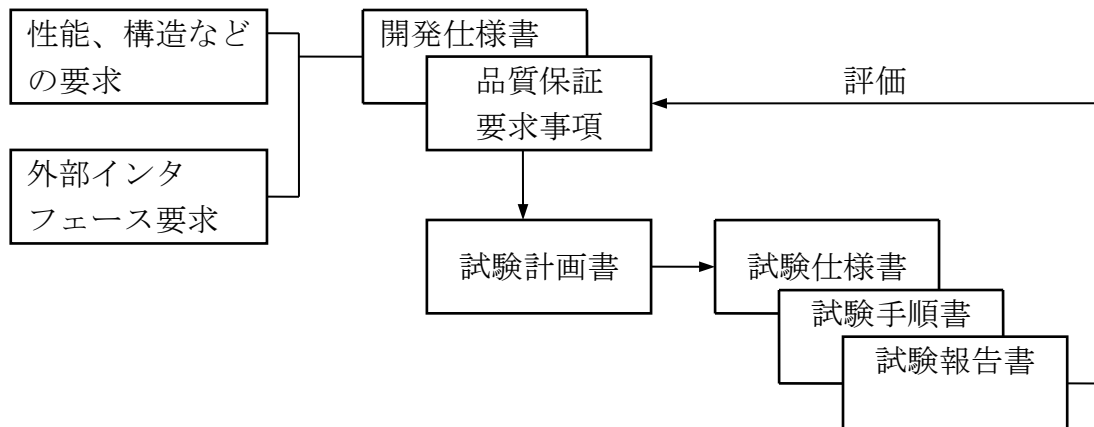 性能、構造など
の要求
開発仕様書
品質保証
要求事項
評価
外部インタ
フェース要求
試験計画書
試験仕様書
試験手順書
試験報告書